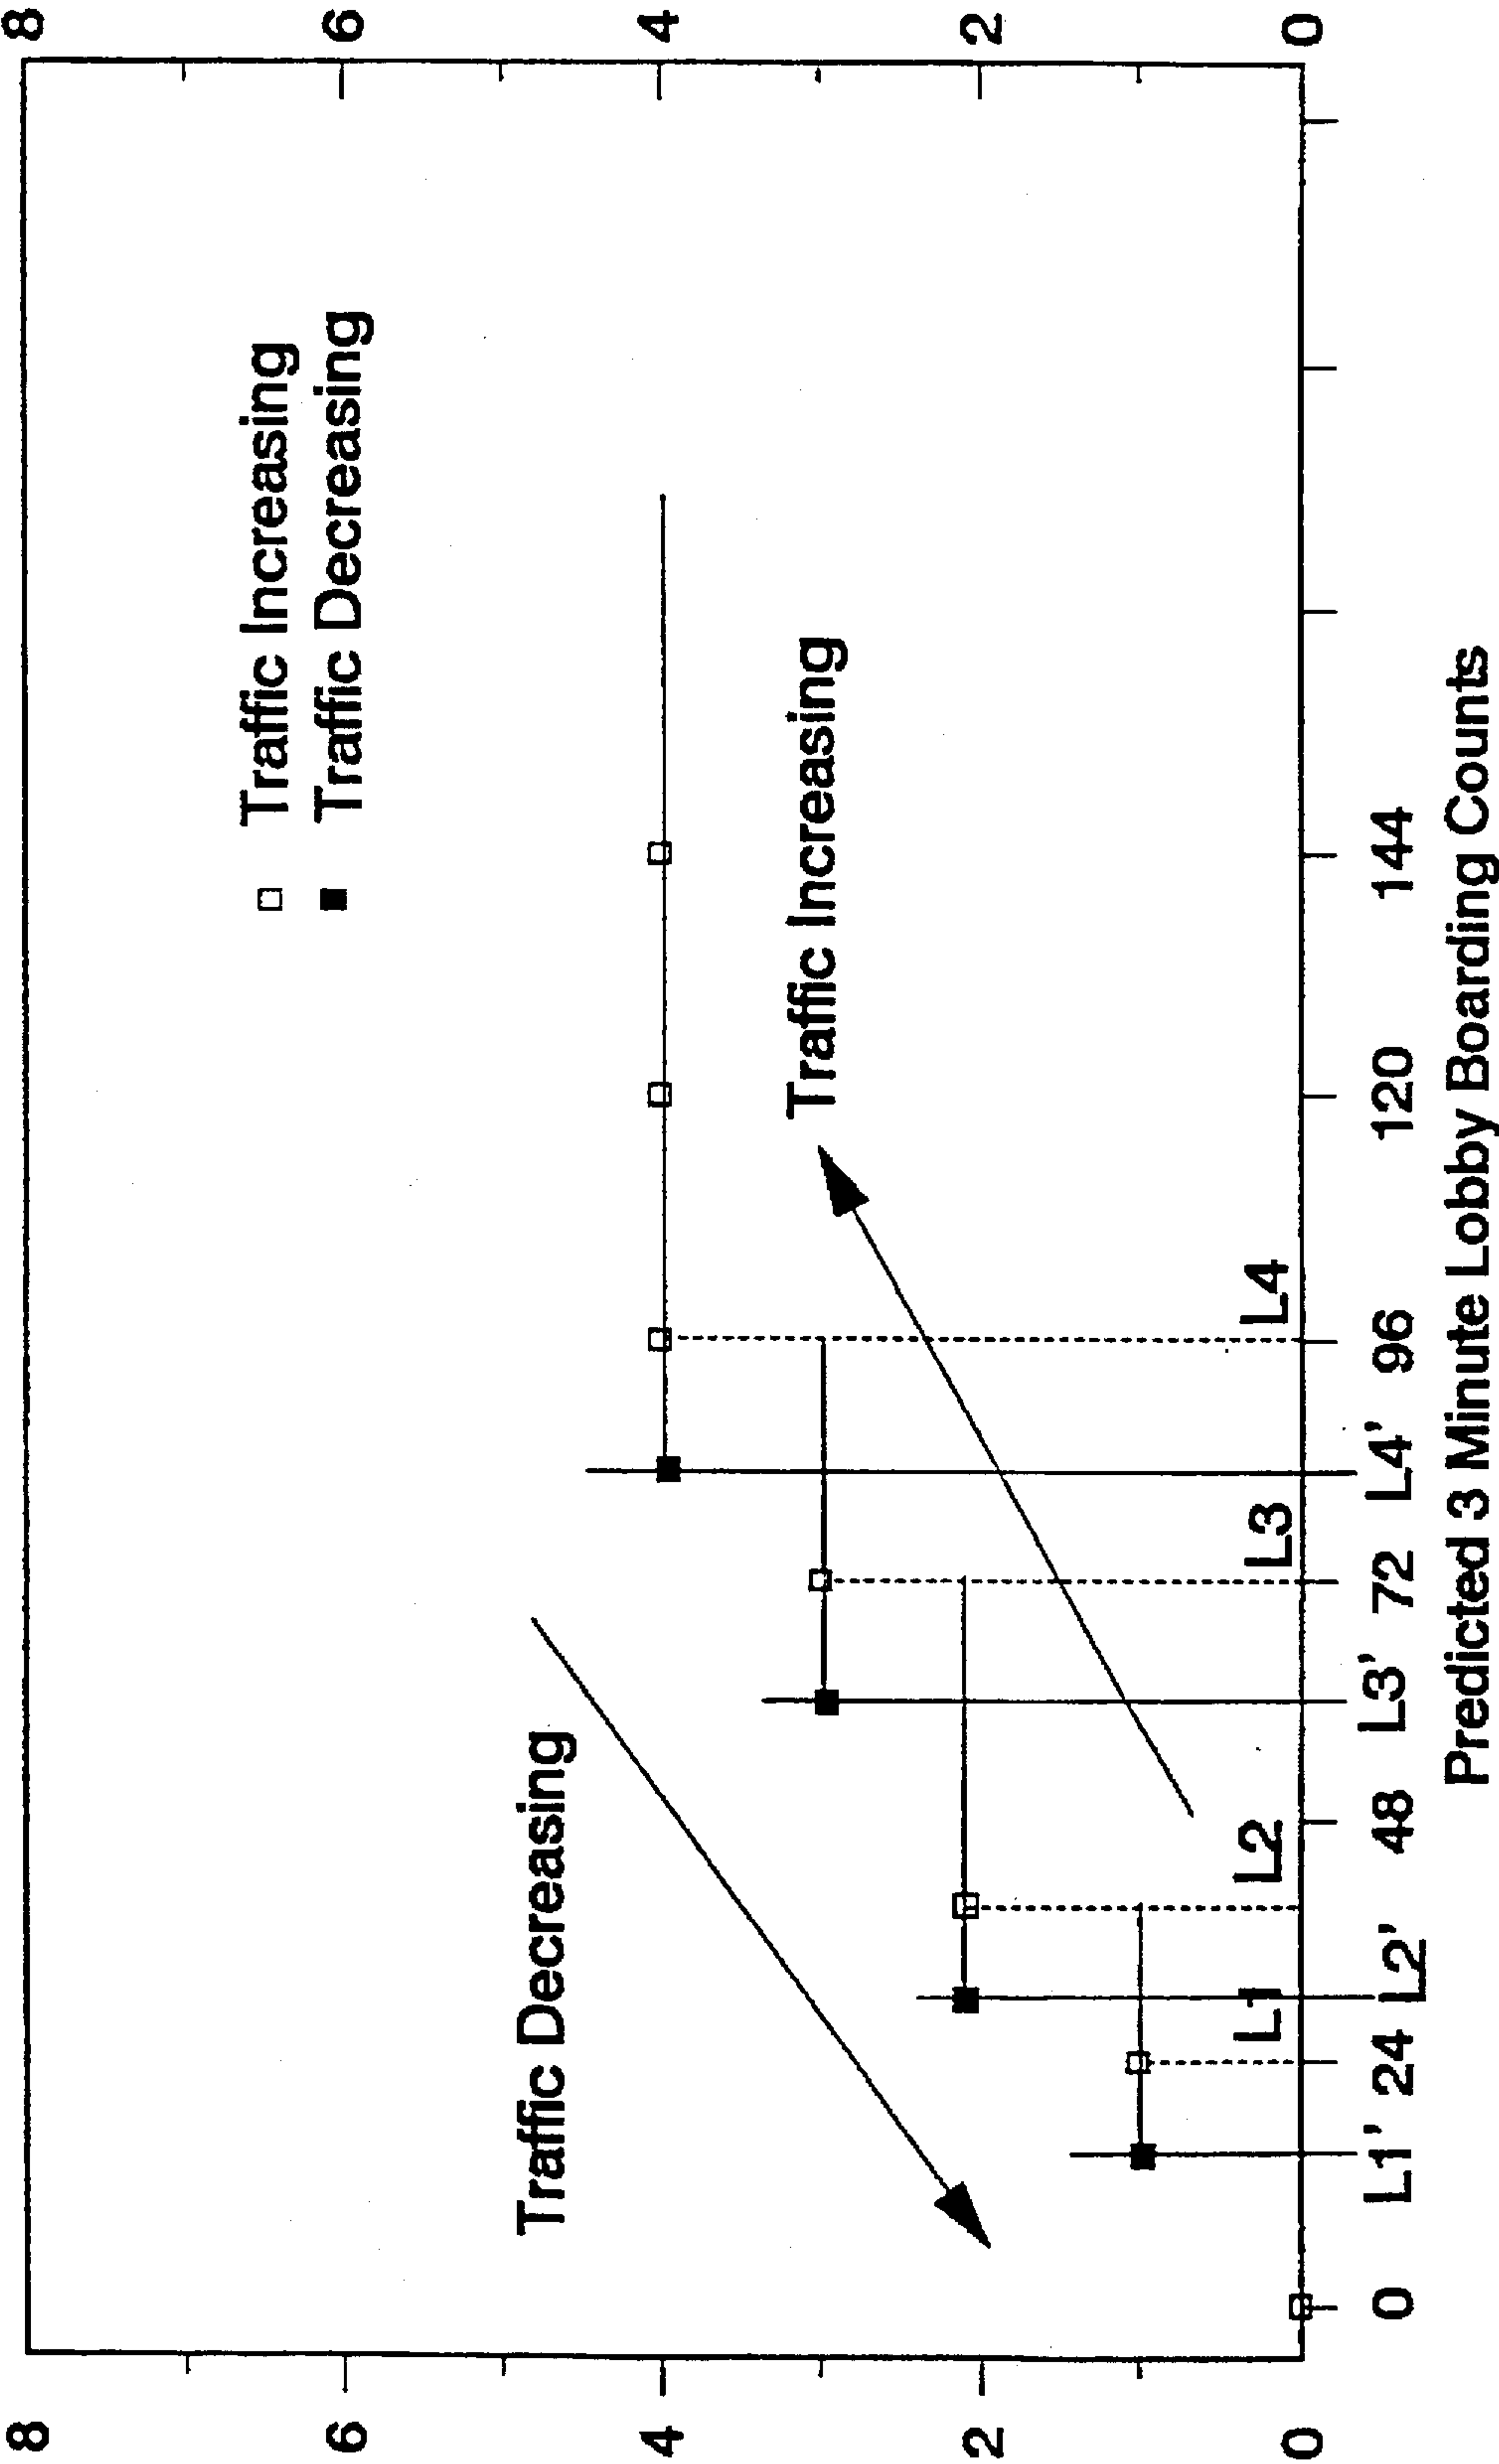 8
8
Traffic Increasing
Traffic Decreasing
6
6
Traffic Decreasing
4
4
Traffic Increasing
2
2
L1
L2
L3
L4
0
0
0 L1' 24 L2' 48 L3' 72 L4' 96 120 144
Predicted 3 Minute Lobby Boarding Counts